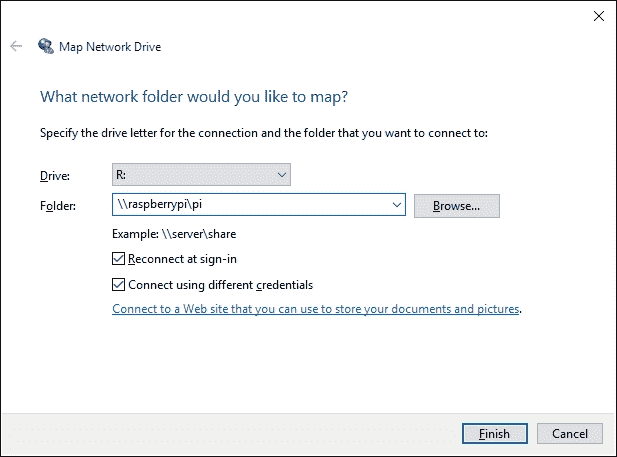 Map Network Drive
What network folder would you like to map?
Specify the drive letter for the connection and the folder that you want to connect to:
Drive: R:
Folder: \\raspberrypi\pi Browse...
Example: \\server\share
Reconnect at sign-in
Connect using different credentials
Connect to a Web site that you can use to store your documents and pictures.
Finish Cancel